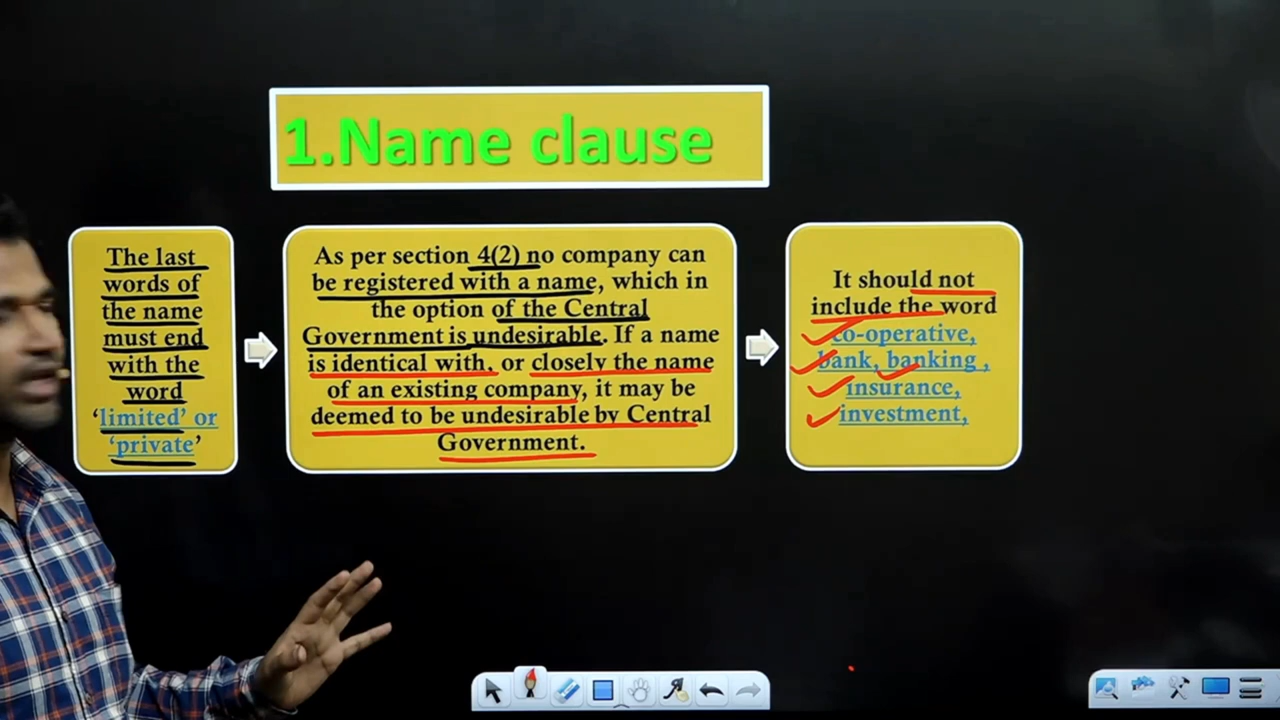 1.Name clause
The last
words of
the name
must end
with the
word
‘limited’ or
‘private’
As per section 4(2) no company can
be registered with a name, which in
the option of the Central
Government is undesirable. If a name
is identical with, or closely the name
of an existing company, it may be
deemed to be undesirable by Central
Government.
It should not
include the word
co-operative,
bank, banking ,
insurance,
investment,